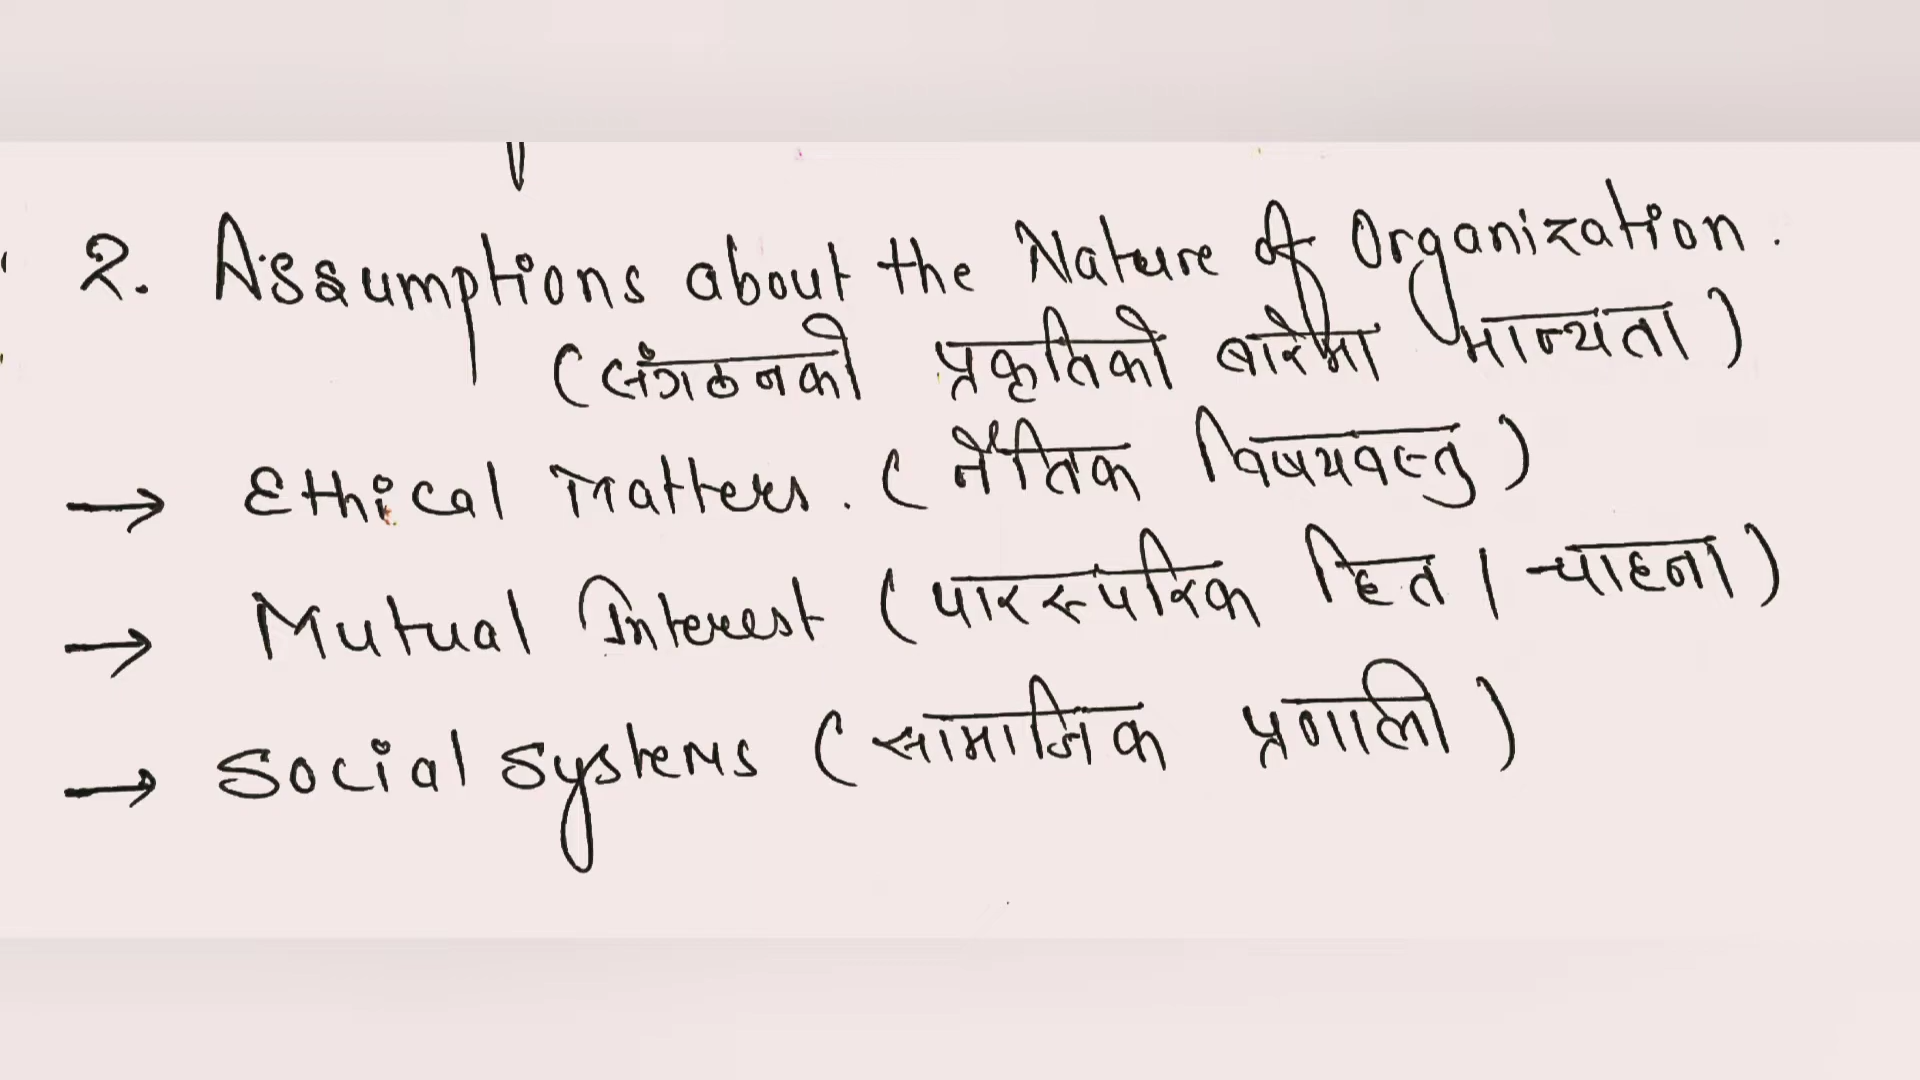 2. Assumptions about the Nature of Organization.
(संगठनको प्रकृतिको बारेमा मान्यता)
→ Ethical Matters. (नैतिक विषयवस्तु)
→ Mutual Interest (पारस्परिक हित / चाहना)
→ Social Systems (सामाजिक प्रणाली)